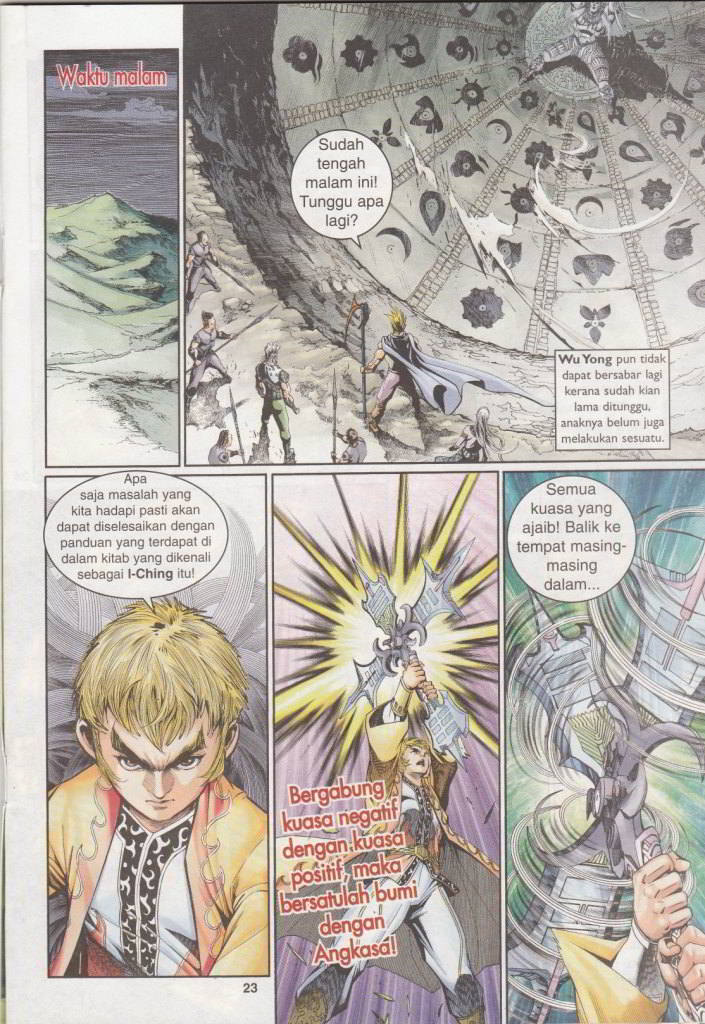 Waktu malam
Sudah
tengah
malam ini!
Tunggu apa
lagi?
Wu Yong pun tidak
dapat bersabar lagi
kerana sudah kian
lama ditunggu,
anaknya belum juga
melakukan sesuatu.
Apa
saja masalah yang
kita hadapi pasti akan
dapat diselesaikan dengan
panduan yang terdapat di
dalam kitab yang dikenali
sebagai I-Ching itu!
Bergabung
kuasa negatif
dengan kuasa
positif, maka
bersatulah bumi
dengan
Angkasa!
Semua
kuasa yang
ajaib! Balik ke
tempat masing-
masing
dalam...
23